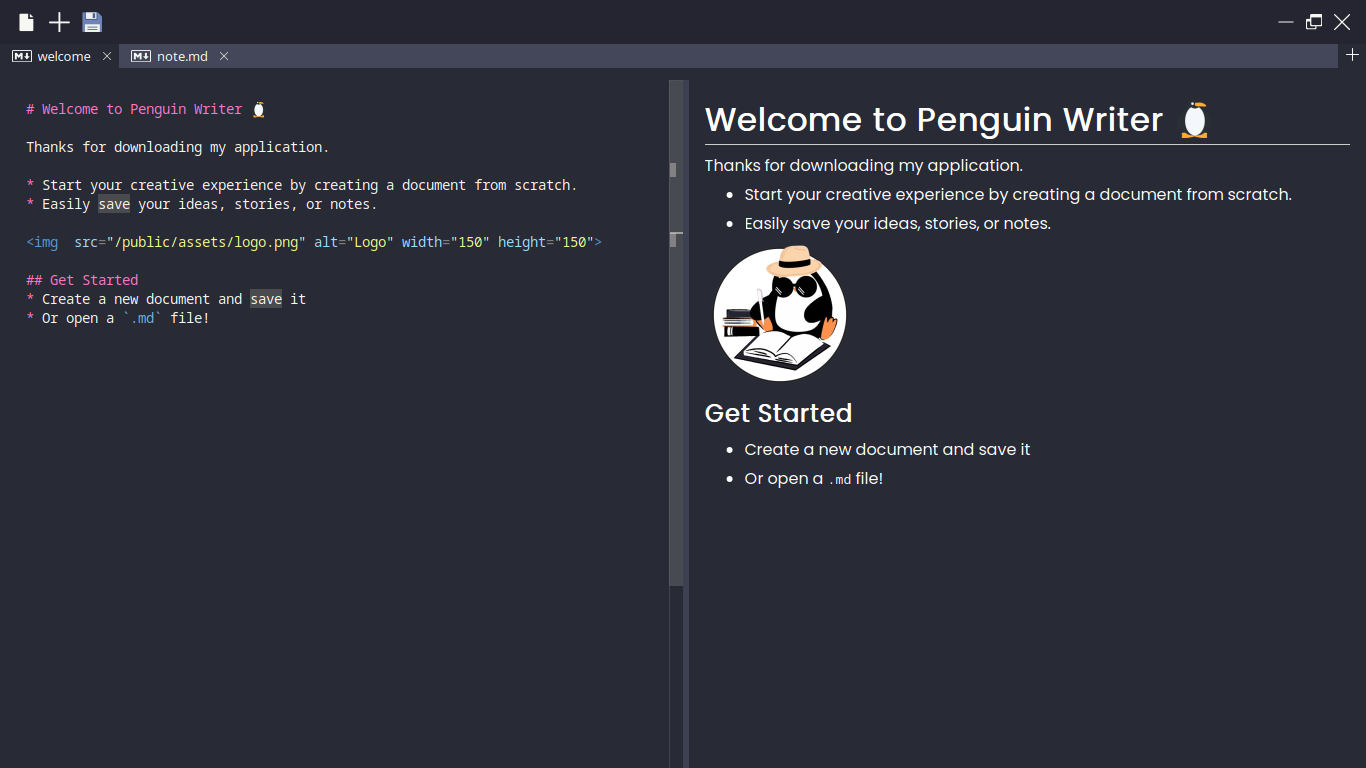 welcome
note.md
# Welcome to Penguin Writer 🐧
Thanks for downloading my application.
* Start your creative experience by creating a document from scratch.
* Easily save your ideas, stories, or notes.
<img  src="/public/assets/logo.png" alt="Logo" width="150" height="150">
## Get Started
* Create a new document and save it
* Or open a `.md` file!
Welcome to Penguin Writer 🐧
Thanks for downloading my application.
• Start your creative experience by creating a document from scratch.
• Easily save your ideas, stories, or notes.
Get Started
• Create a new document and save it
• Or open a .md file!